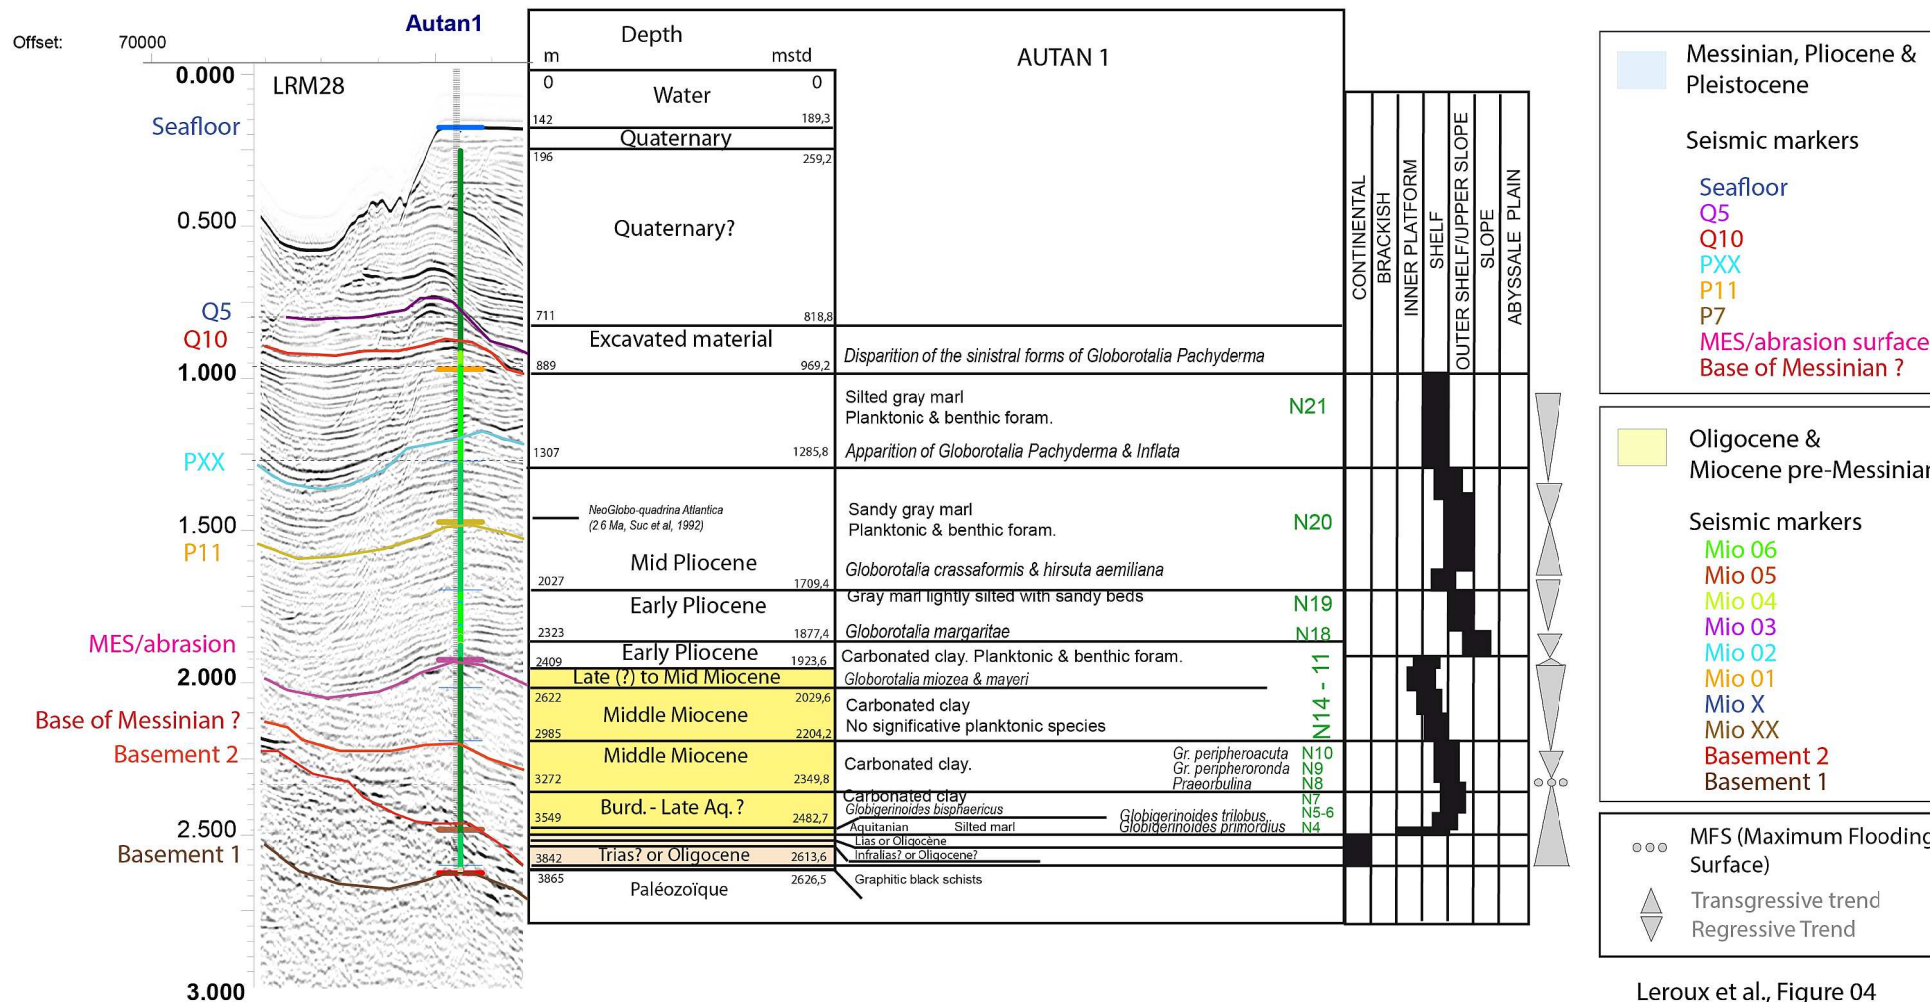 Autan1
Offset: 70000
LRM28
0.000
Seafloor
0.500
Q5
Q10
1.000
PXX
1.500
P11
MES/abrasion
2.000
Base of Messinian ?
Basement 2
2.500
Basement 1
3.000
Depth
m mstd
AUTAN 1
0 0
Water
142 189,3
Quaternary
196 259,2
Quaternary?
711 818,8
Excavated material
Disparition of the sinistral forms of Globorotalia Pachyderma
889 969,2
Silted gray marl
Planktonic & benthic foram.
N21
1307 1285,8
Apparition of Globorotalia Pachyderma & Inflata
NeoGlobo-quadrina Atlantica
(2 6 Ma, Suc et al, 1992)
Sandy gray marl
Planktonic & benthic foram.
N20
Mid Pliocene
Globorotalia crassaformis & hirsuta aemiliana
2027 1709,4
Early Pliocene
Gray marl lightly silted with sandy beds
N19
Globorotalia margaritae
N18
2323 1877,4
Early Pliocene
Carbonated clay. Planktonic & benthic foram.
2409 1923,6
Late (?) to Mid Miocene
Globorotalia miozea & mayeri
N14 - 11
2622 2029,6
Middle Miocene
Carbonated clay
No significative planktonic species
2985 2204,2
Middle Miocene
Carbonated clay.
Gr. peripheroacuta N10
Gr. peripheroronda N9
Praeorbulina N8
3272 2349,8
Carbonated clay
N7
Burd. - Late Aq. ?
Globigerinoides bisphaericus
Globigerinoides trilobus N5-6
3549 2482,7
Aquitanian Silted marl
Globigerinoides primordius N4
Lias or Oligocène
Trias? or Oligocene
Infralias? or Oligocene?
3842 2613,6
3865 2626,5
Paléozoïque
Graphitic black schists
CONTINENTAL
BRACKISH
INNER PLATFORM
SHELF
OUTER SHELF/UPPER SLOPE
SLOPE
ABYSSALE PLAIN
Messinian, Pliocene &
Pleistocene
Seismic markers
Seafloor
Q5
Q10
PXX
P11
P7
MES/abrasion surface
Base of Messinian ?
Oligocene &
Miocene pre-Messinian
Seismic markers
Mio 06
Mio 05
Mio 04
Mio 03
Mio 02
Mio 01
Mio X
Mio XX
Basement 2
Basement 1
MFS (Maximum Flooding
Surface)
Transgressive trend
Regressive Trend
Leroux et al., Figure 04